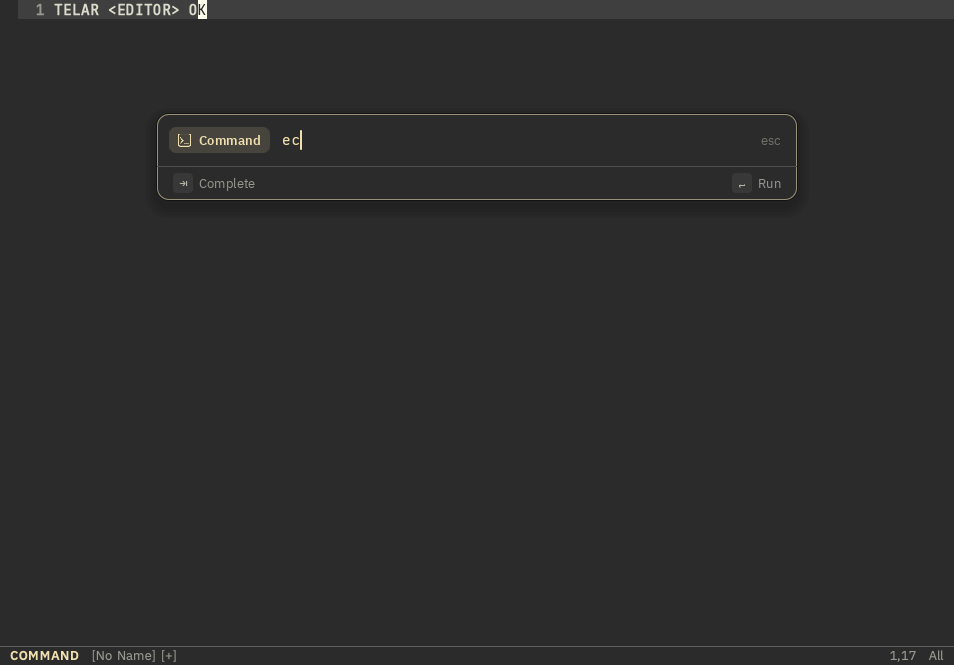 1 TELAR <EDITOR> OK
Command ec esc
Complete Run
COMMAND [No Name] [+] 1,17 All